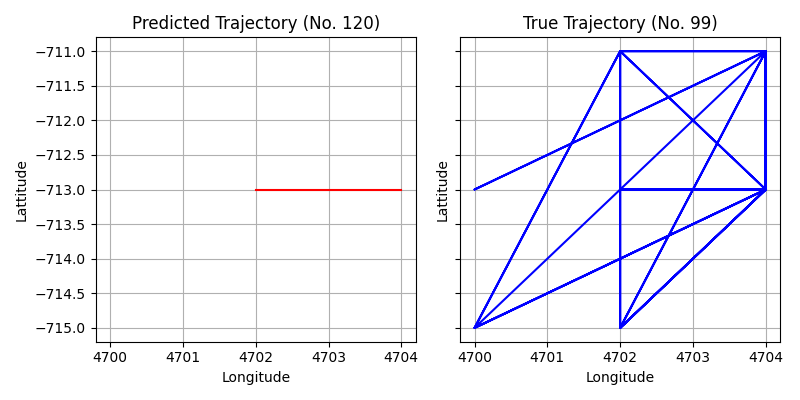 Predicted Trajectory (No. 120)
True Trajectory (No. 99)
−711.0
−711.5
−712.0
−712.5
−713.0
−713.5
−714.0
−714.5
−715.0
Lattitude
Lattitude
4700 4701 4702 4703 4704
4700 4701 4702 4703 4704
Longitude
Longitude